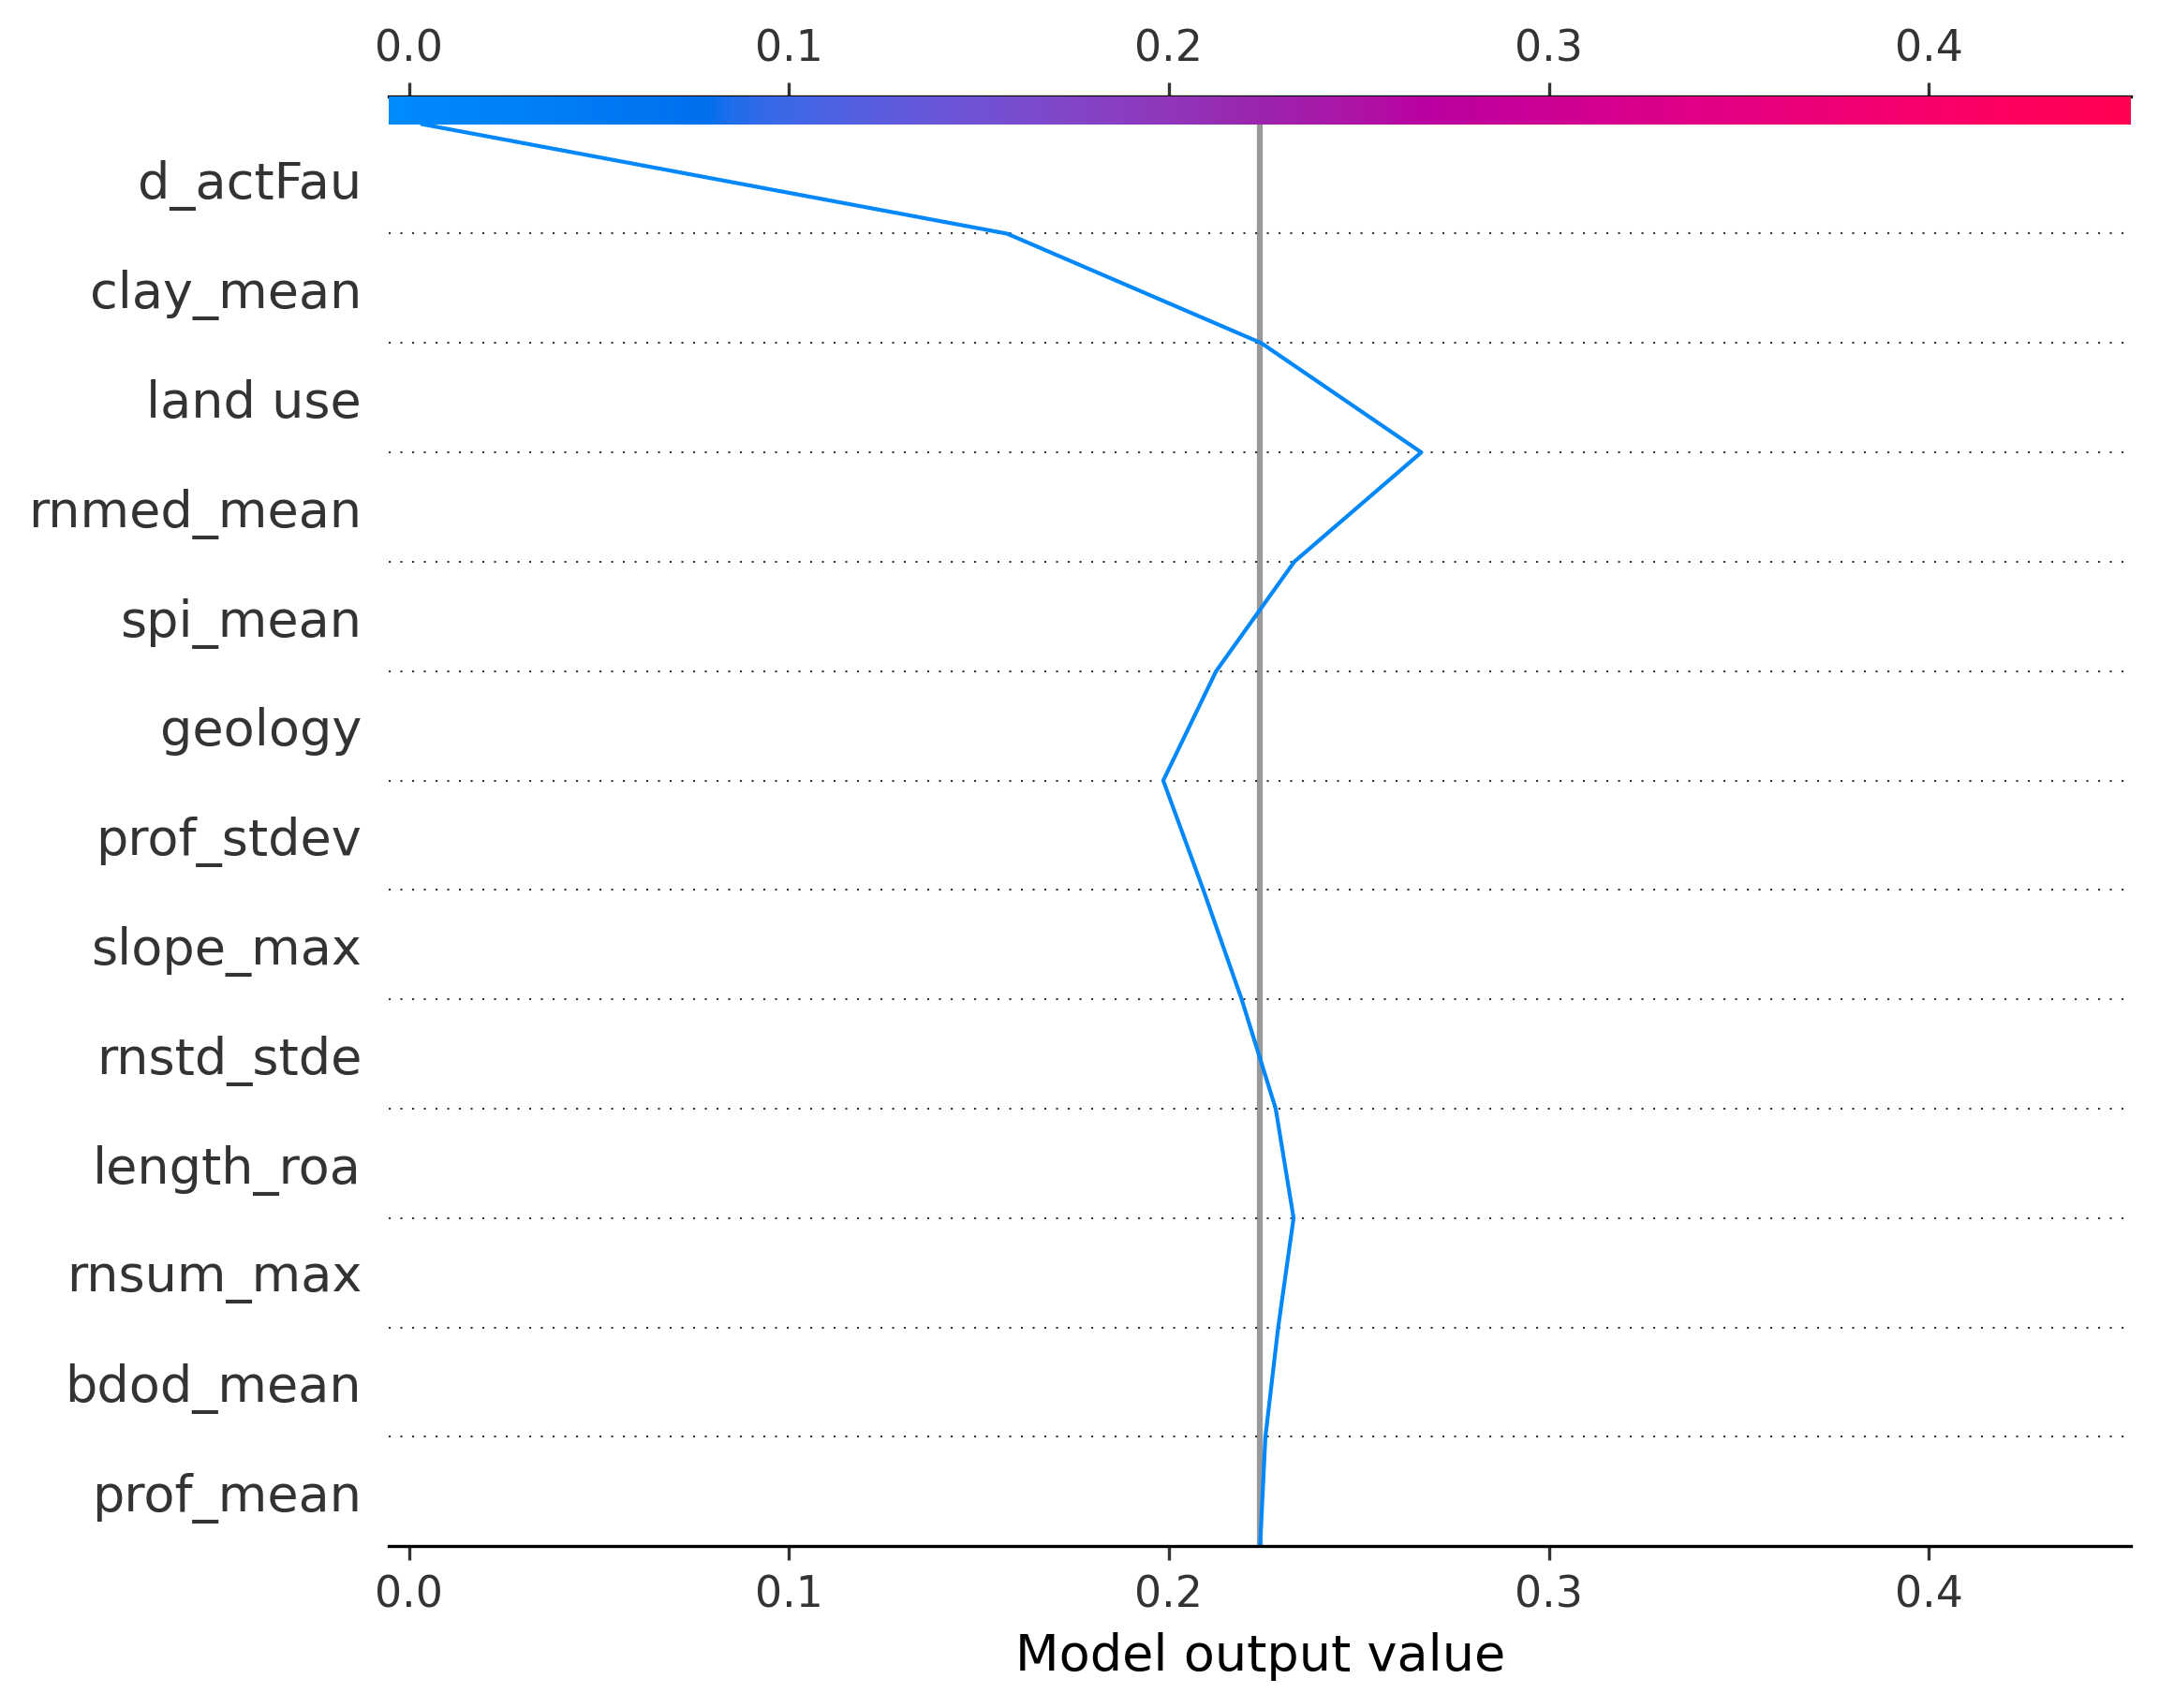 0.0 0.1 0.2 0.3 0.4
d_actFau
clay_mean
land use
rnmed_mean
spi_mean
geology
prof_stdev
slope_max
rnstd_stde
length_roa
rnsum_max
bdod_mean
prof_mean
0.0 0.1 0.2 0.3 0.4
Model output value